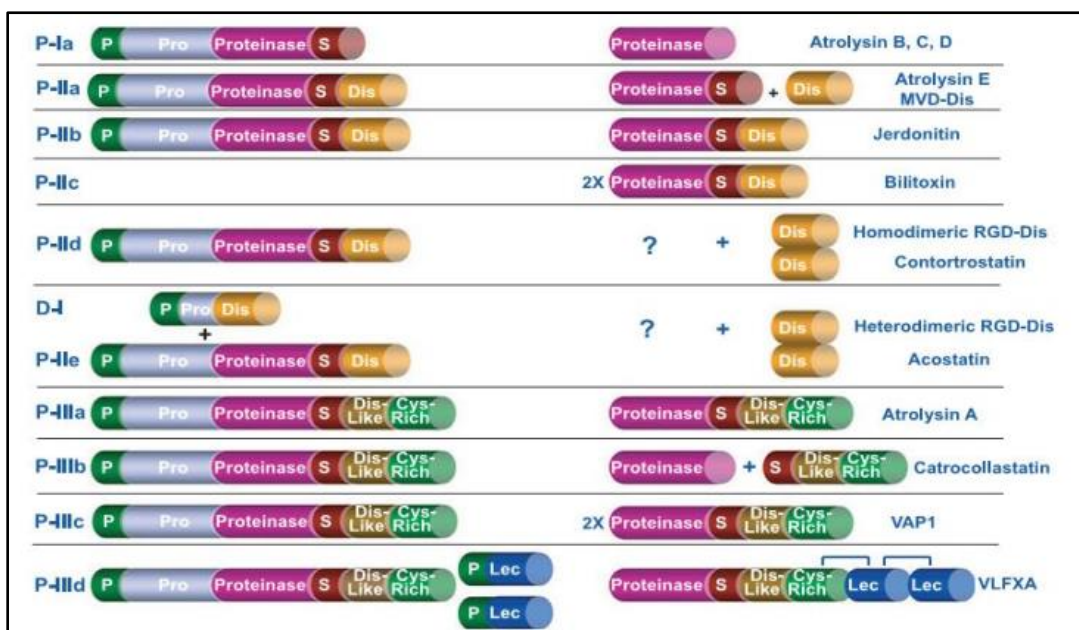 P-Ia P Pro Proteinase S Proteinase Atrolysin B, C, D
P-IIa P Pro Proteinase S Dis Proteinase S + Dis Atrolysin E
MVD-Dis
P-IIb P Pro Proteinase S Dis Proteinase S Dis Jerdonitin
P-IIc 2X Proteinase S Dis Bilitoxin
P-IId P Pro Proteinase S Dis ? + Dis Homodimeric RGD-Dis
Dis Contortrostatin
D-I P Pro Dis
+ ? + Dis Heterodimeric RGD-Dis
P-IIe P Pro Proteinase S Dis Dis Acostatin
P-IIIa P Pro Proteinase S Dis-Like Cys-Rich Proteinase S Dis-Like Cys-Rich Atrolysin A
P-IIIb P Pro Proteinase S Dis-Like Cys-Rich Proteinase + S Dis-Like Cys-Rich Catrocollastatin
P-IIIc P Pro Proteinase S Dis-Like Cys-Rich 2X Proteinase S Dis-Like Cys-Rich VAP1
P Lec
P-IIId P Pro Proteinase S Dis-Like Cys-Rich Proteinase S Dis-Like Cys-Rich Lec Lec VLFXA
P Lec